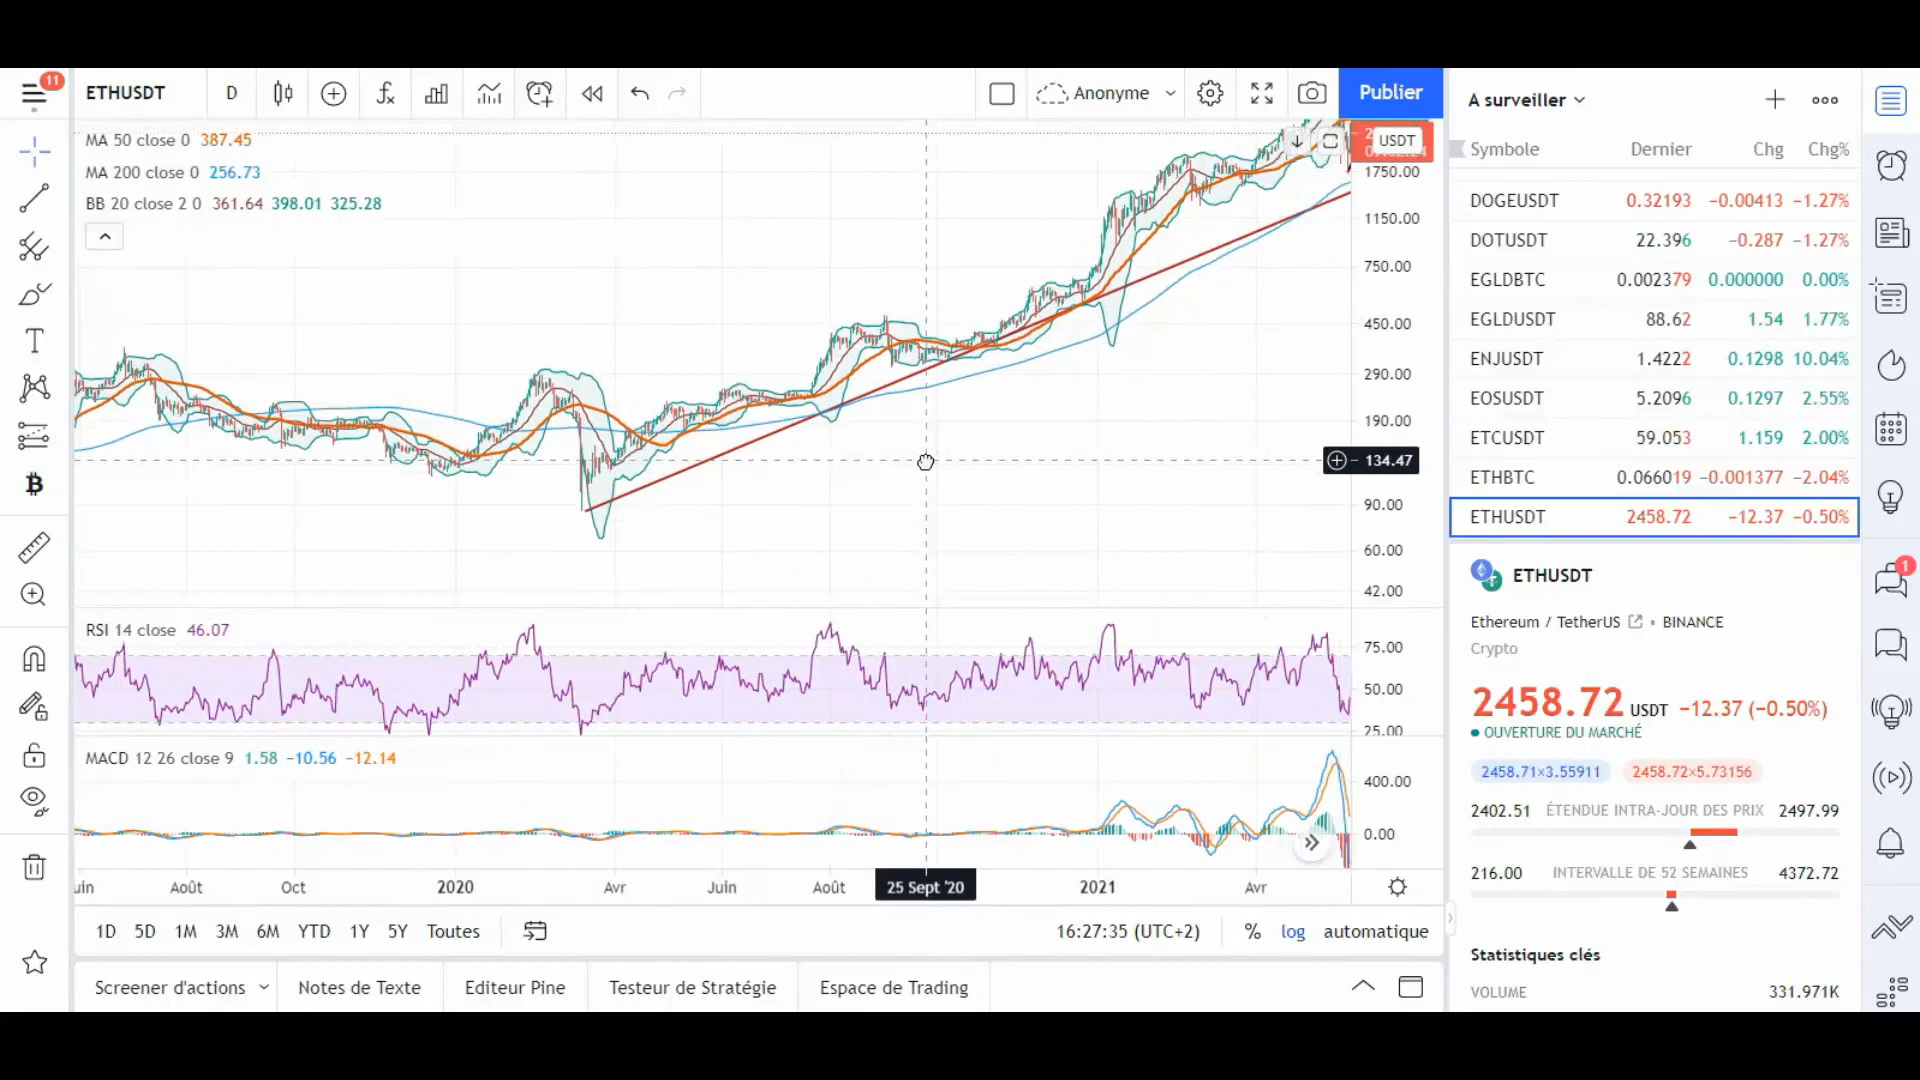 11
ETHUSDT D Anonyme Publier
MA 50 close 0 387.45
MA 200 close 0 256.73
BB 20 close 2 0 361.64 398.01 325.28
USDT
1750.00
1150.00
750.00
450.00
290.00
190.00
134.47
90.00
60.00
42.00
RSI 14 close 46.07
75.00
50.00
25.00
MACD 12 26 close 9 1.58 −10.56 −12.14
400.00
0.00
uin Août Oct 2020 Avr Juin Août 25 Sept '20 2021 Avr
1D 5D 1M 3M 6M YTD 1Y 5Y Toutes 16:27:35 (UTC+2) % log automatique
Screener d'actions Notes de Texte Editeur Pine Testeur de Stratégie Espace de Trading
A surveiller
Symbole Dernier Chg Chg%
DOGEUSDT 0.32193 −0.00413 −1.27%
DOTUSDT 22.396 −0.287 −1.27%
EGLDBTC 0.002379 0.000000 0.00%
EGLDUSDT 88.62 1.54 1.77%
ENJUSDT 1.4222 0.1298 10.04%
EOSUSDT 5.2096 0.1297 2.55%
ETCUSDT 59.053 1.159 2.00%
ETHBTC 0.066019 −0.001377 −2.04%
ETHUSDT 2458.72 −12.37 −0.50%
ETHUSDT
Ethereum / TetherUS • BINANCE
Crypto
2458.72 USDT −12.37 (−0.50%)
OUVERTURE DU MARCHÉ
2458.71×3.55911 2458.72×5.73156
2402.51 ÉTENDUE INTRA-JOUR DES PRIX 2497.99
216.00 INTERVALLE DE 52 SEMAINES 4372.72
Statistiques clés
VOLUME 331.971K
1